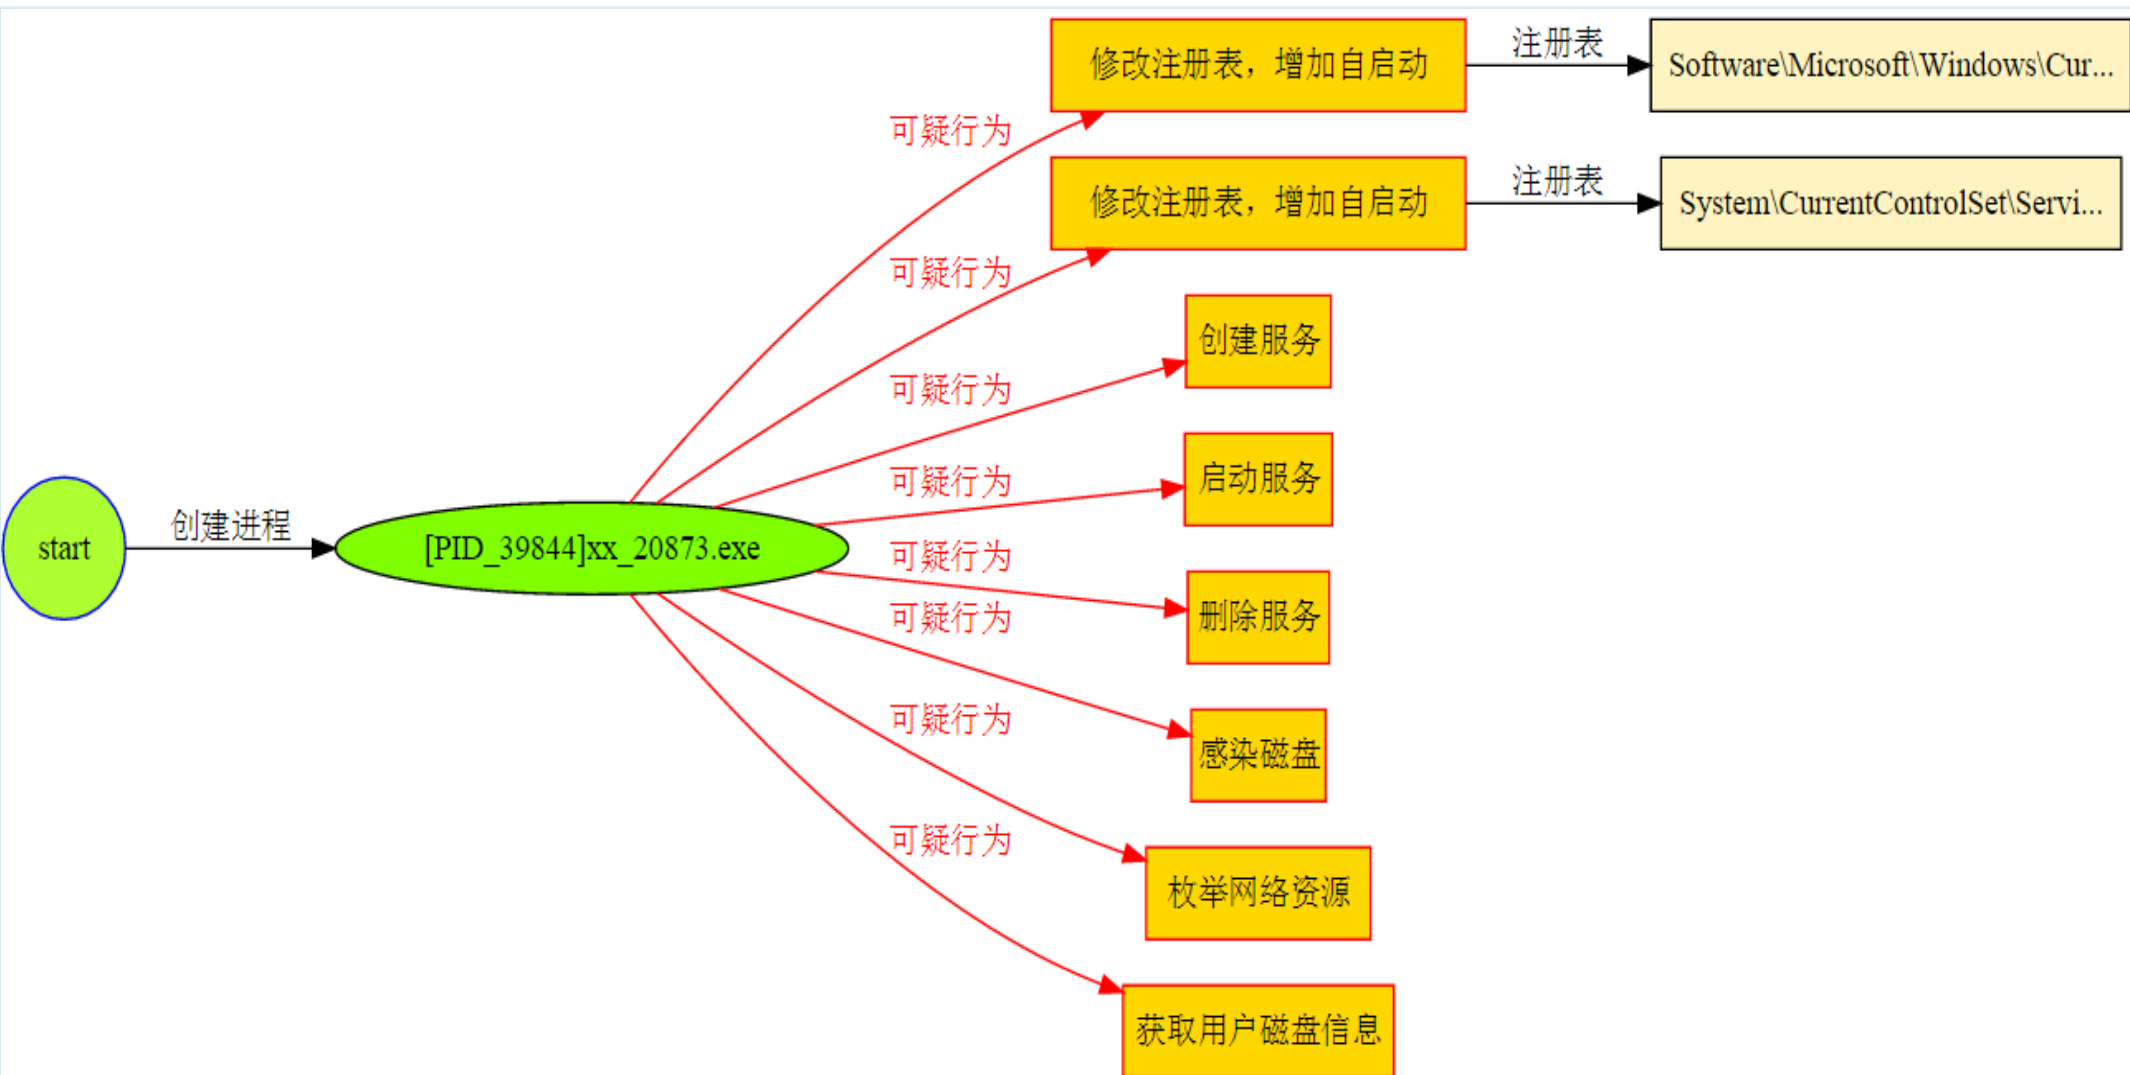 修改注册表，增加自启动
注册表
Software\Microsoft\Windows\Cur...
可疑行为
修改注册表，增加自启动
注册表
System\CurrentControlSet\Servi...
可疑行为
创建服务
可疑行为
启动服务
可疑行为
start
创建进程
[PID_39844]xx_20873.exe
可疑行为
删除服务
可疑行为
感染磁盘
可疑行为
枚举网络资源
可疑行为
获取用户磁盘信息